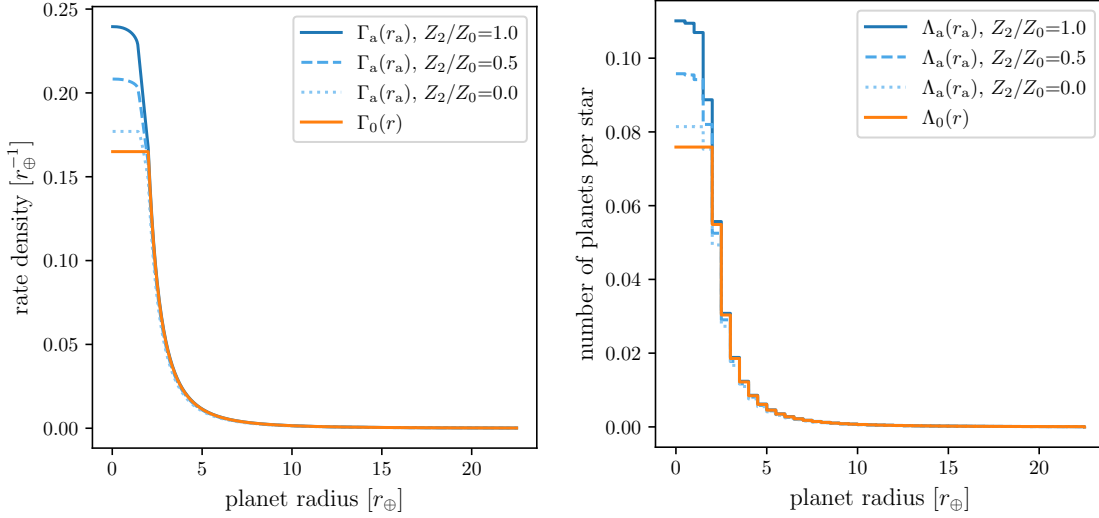 rate density [r⊕⁻¹]
0.25
0.20
0.15
0.10
0.05
0.00
Γₐ(rₐ), Z₂/Z₀=1.0
Γₐ(rₐ), Z₂/Z₀=0.5
Γₐ(rₐ), Z₂/Z₀=0.0
Γ₀(r)
0 5 10 15 20
planet radius [r⊕]
number of planets per star
0.10
0.08
0.06
0.04
0.02
0.00
Λₐ(rₐ), Z₂/Z₀=1.0
Λₐ(rₐ), Z₂/Z₀=0.5
Λₐ(rₐ), Z₂/Z₀=0.0
Λ₀(r)
0 5 10 15 20
planet radius [r⊕]